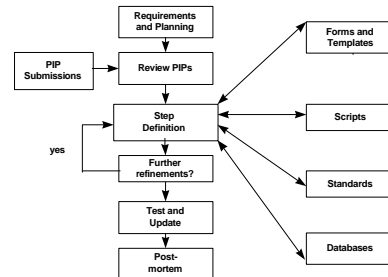 Requirements
and Planning
Forms and
Templates
PIP
Submissions
Review PIPs
Step
Definition
Scripts
yes
Further
refinements?
Standards
Test and
Update
Databases
Post-
mortem